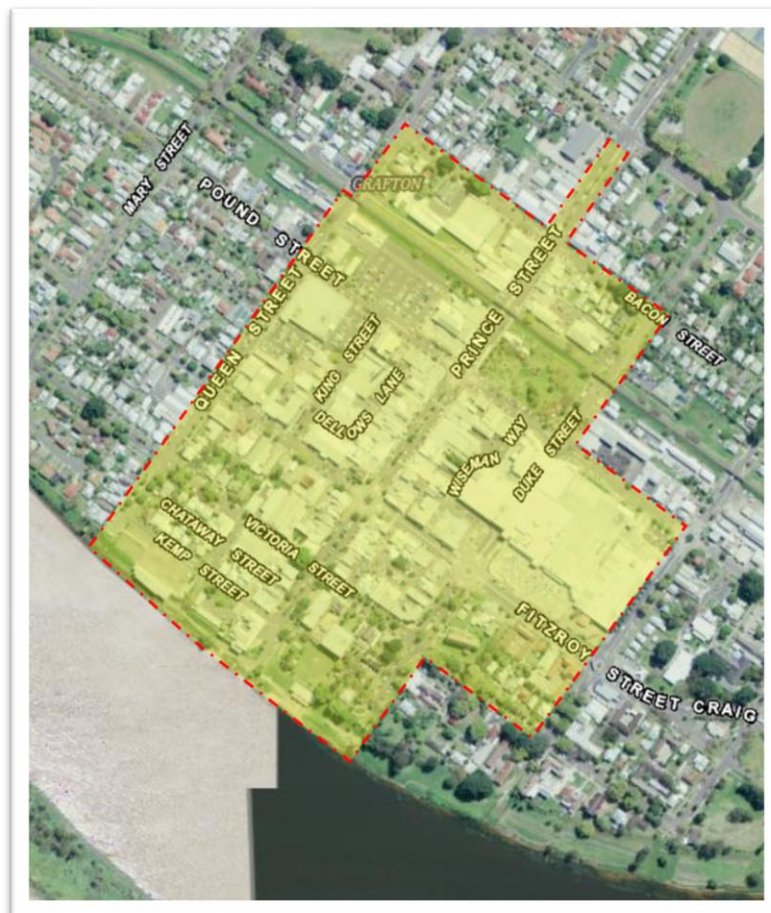 GRAFTON
MARY STREET
POUND STREET
QUEEN STREET
PRINCE STREET
BACON STREET
KING STREET
DELLOWS LANE
WISEMAN WAY
DUKE STREET
CHATAWAY STREET
VICTORIA STREET
KEMP STREET
FITZROY STREET
CRAIG